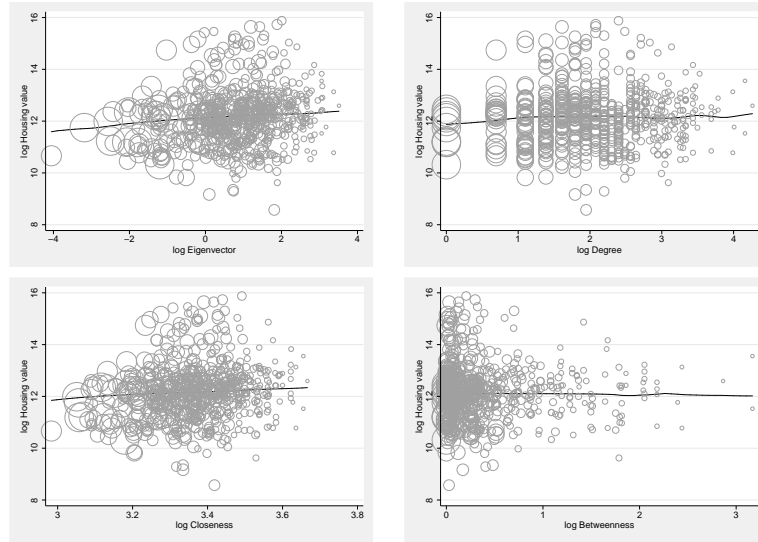 log Housing value
8 10 12 14 16
−4 −2 0 2 4
log Eigenvector
log Housing value
8 10 12 14 16
0 1 2 3 4
log Degree
log Housing value
8 10 12 14 16
3 3.2 3.4 3.6 3.8
log Closeness
log Housing value
8 10 12 14 16
0 1 2 3
log Betweenness